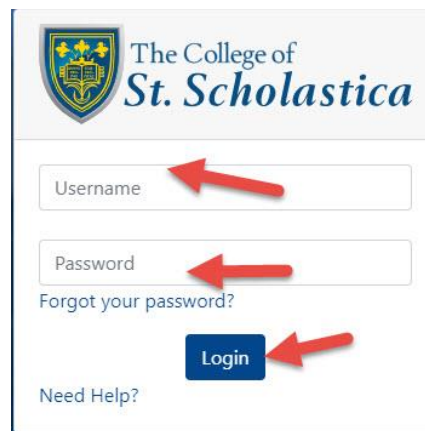 The College of
St. Scholastica
Username
Password
Forgot your password?
Login
Need Help?